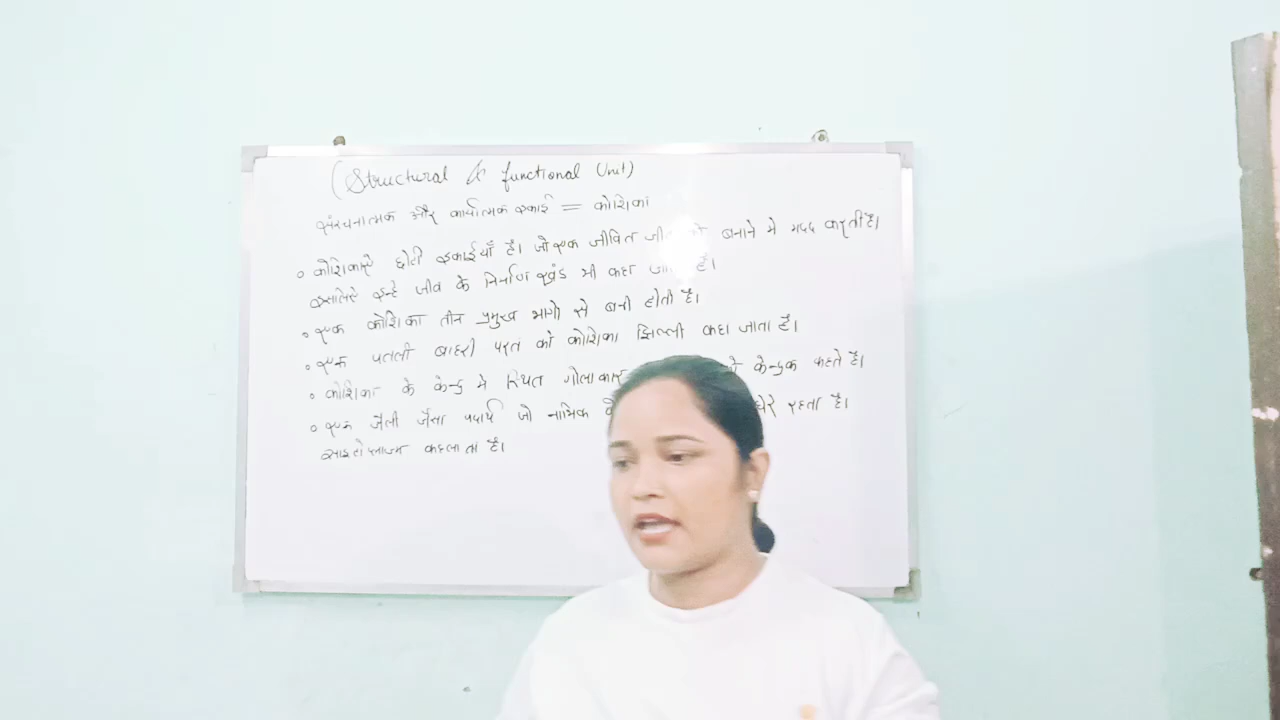 (Structural & functional Unit)
संरचनात्मक और कार्यात्मक इकाई = कोशिका
○ कोशिकाएं छोटी इकाईयाँ है। जो एक जीवित को बनाने मे मदद करती है।
इसलिए इन्हे जीव के निर्माण खंड भी कहा जाता है।
○ एक कोशिका तीन प्रमुख भागो से बनी होती है।
○ एक पतली बाहरी परत को कोशिका झिल्ली कहा जाता है।
○ कोशिका के केन्द्र मे स्थित गोलाकार को केन्द्रक कहते है।
○ एक जैली जैसा पदार्थ जो नाभिक घेरे रहता है।
साइटोप्लाज्म कहलाता है।